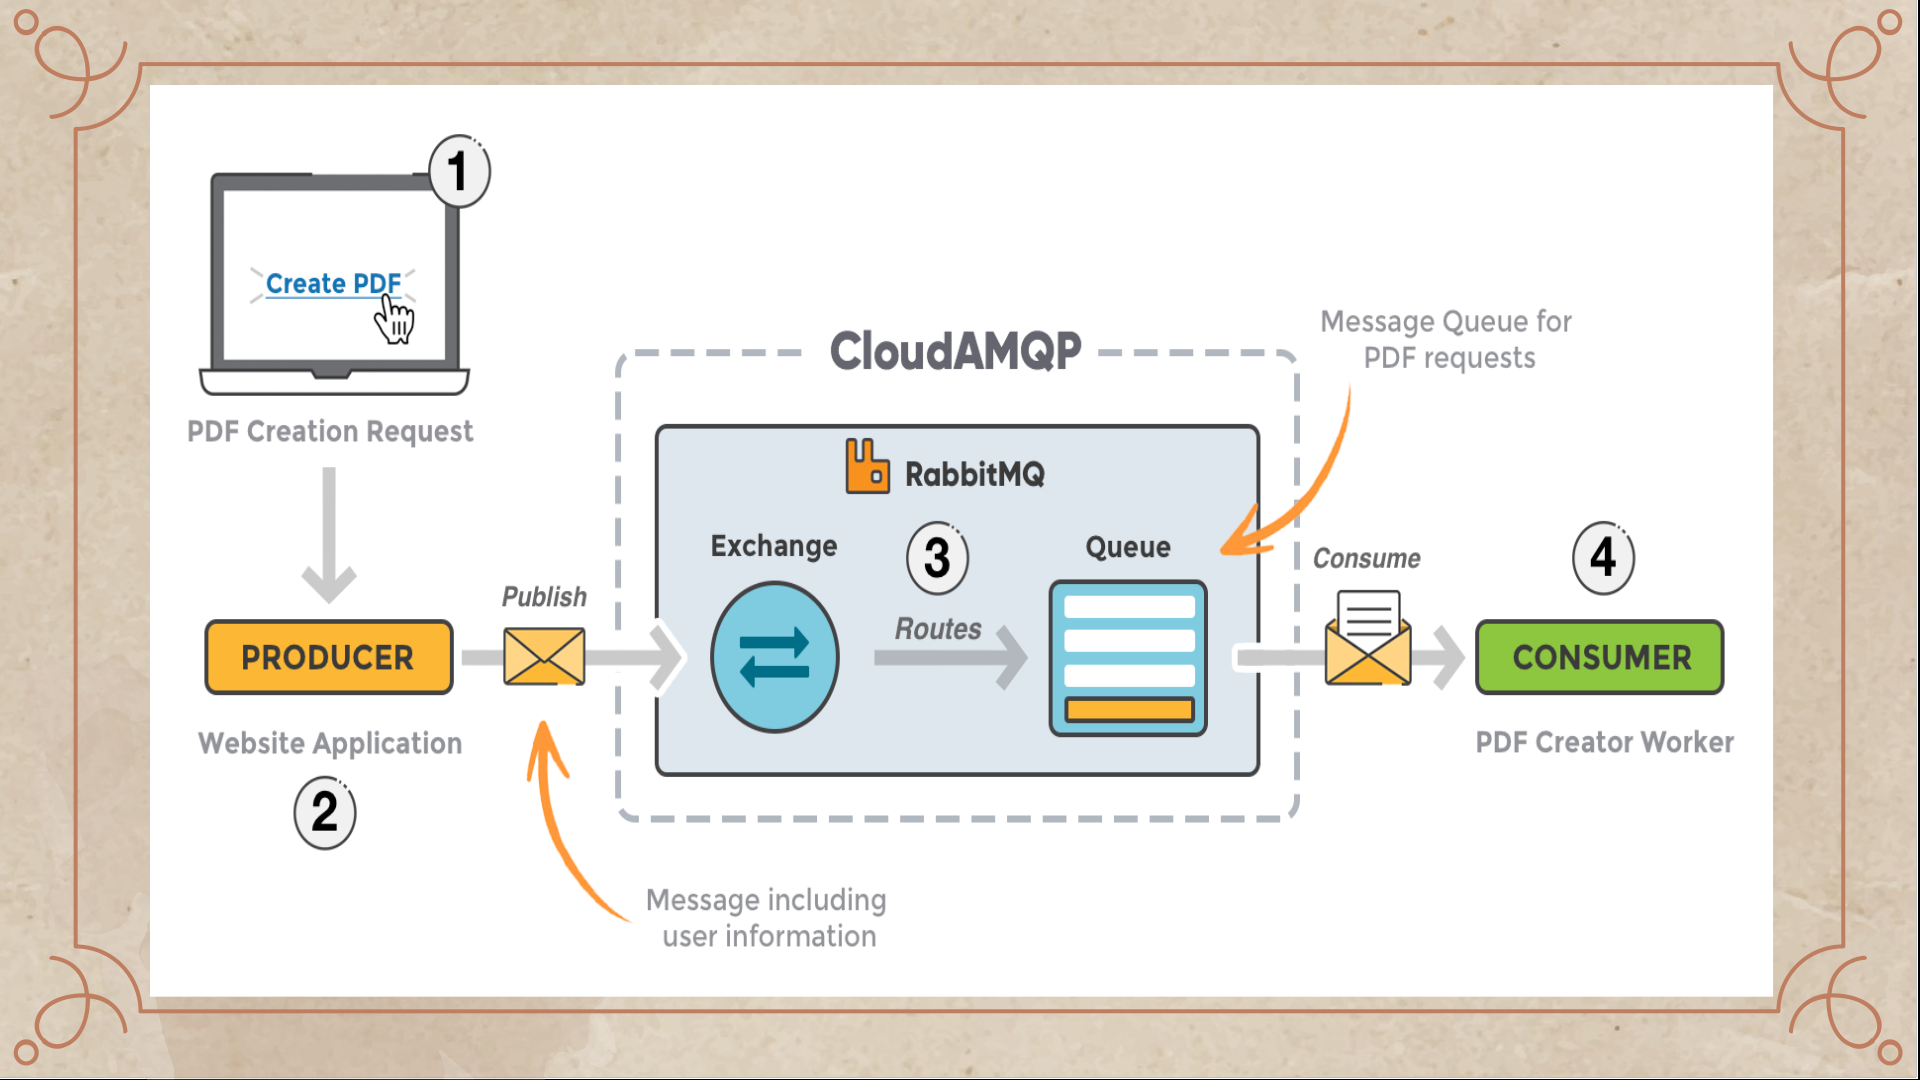 1
Create PDF
PDF Creation Request
PRODUCER
Website Application
2
Publish
Message including
user information
CloudAMQP
RabbitMQ
Exchange
3
Routes
Queue
Message Queue for
PDF requests
Consume
4
CONSUMER
PDF Creator Worker